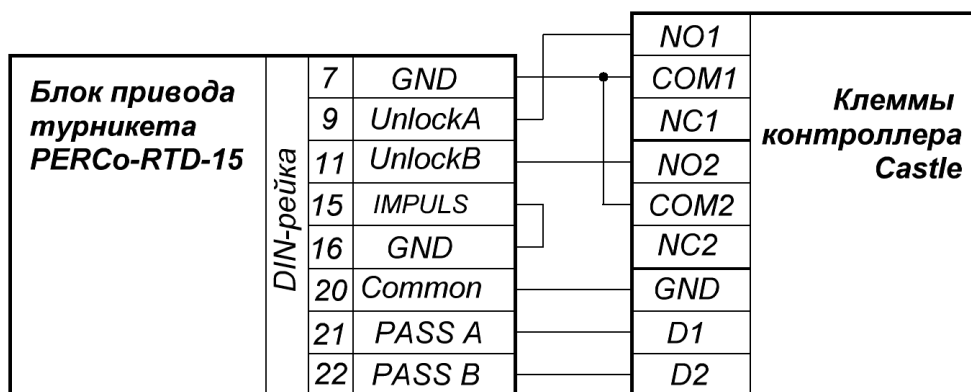 Блок привода
турникета
PERCo-RTD-15
DIN-рейка
7 GND
9 UnlockA
11 UnlockB
15 IMPULS
16 GND
20 Common
21 PASS A
22 PASS B
NO1
COM1
NC1
NO2
COM2
NC2
GND
D1
D2
Клеммы
контроллера
Castle